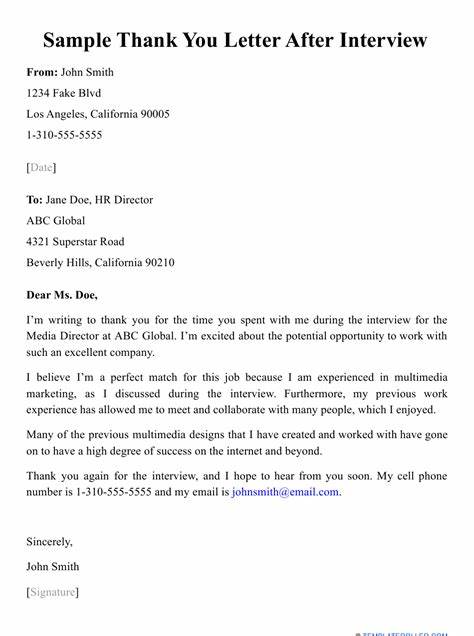 Sample Thank You Letter After Interview
From: John Smith
1234 Fake Blvd
Los Angeles, California 90005
1-310-555-5555
[Date]
To: Jane Doe, HR Director
ABC Global
4321 Superstar Road
Beverly Hills, California 90210
Dear Ms. Doe,
I’m writing to thank you for the time you spent with me during the interview for the
Media Director at ABC Global. I’m excited about the potential opportunity to work with
such an excellent company.
I believe I’m a perfect match for this job because I am experienced in multimedia
marketing, as I discussed during the interview. Furthermore, my previous work
experience has allowed me to meet and collaborate with many people, which I enjoyed.
Many of the previous multimedia designs that I have created and worked with have gone
on to have a high degree of success on the internet and beyond.
Thank you again for the interview, and I hope to hear from you soon. My cell phone
number is 1-310-555-5555 and my email is johnsmith@email.com.
Sincerely,
John Smith
[Signature]